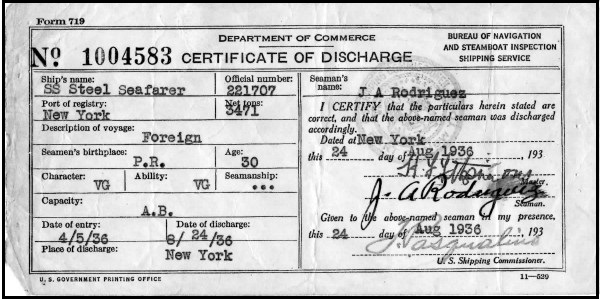 Form 719
DEPARTMENT OF COMMERCE
BUREAU OF NAVIGATION
AND STEAMBOAT INSPECTION
SHIPPING SERVICE
No. 1004583 CERTIFICATE OF DISCHARGE
Ship's name:
SS Steel Seafarer
Official number:
221707
Port of registry:
New York
Net tons:
3471
Description of voyage:
Foreign
Seamen's birthplace:
P.R.
Age:
30
Character:
VG
Ability:
VG
Seamanship:
...
Capacity:
A.B.
Date of entry:
4/5/36
Date of discharge:
8/24/36
Place of discharge:
New York
Seaman's
name: J A Rodriguez
I CERTIFY that the particulars herein stated are
correct, and that the above-named seaman was discharged
accordingly.
Dated at New York
this 24 day of Aug 1936, 193
Master.
J. A Rodriguez
Seaman.
Given to the above-named seaman in my presence,
this 24 day of Aug 1936, 193
J. Pasqualino
U. S. Shipping Commissioner.
U. S. GOVERNMENT PRINTING OFFICE
11—529